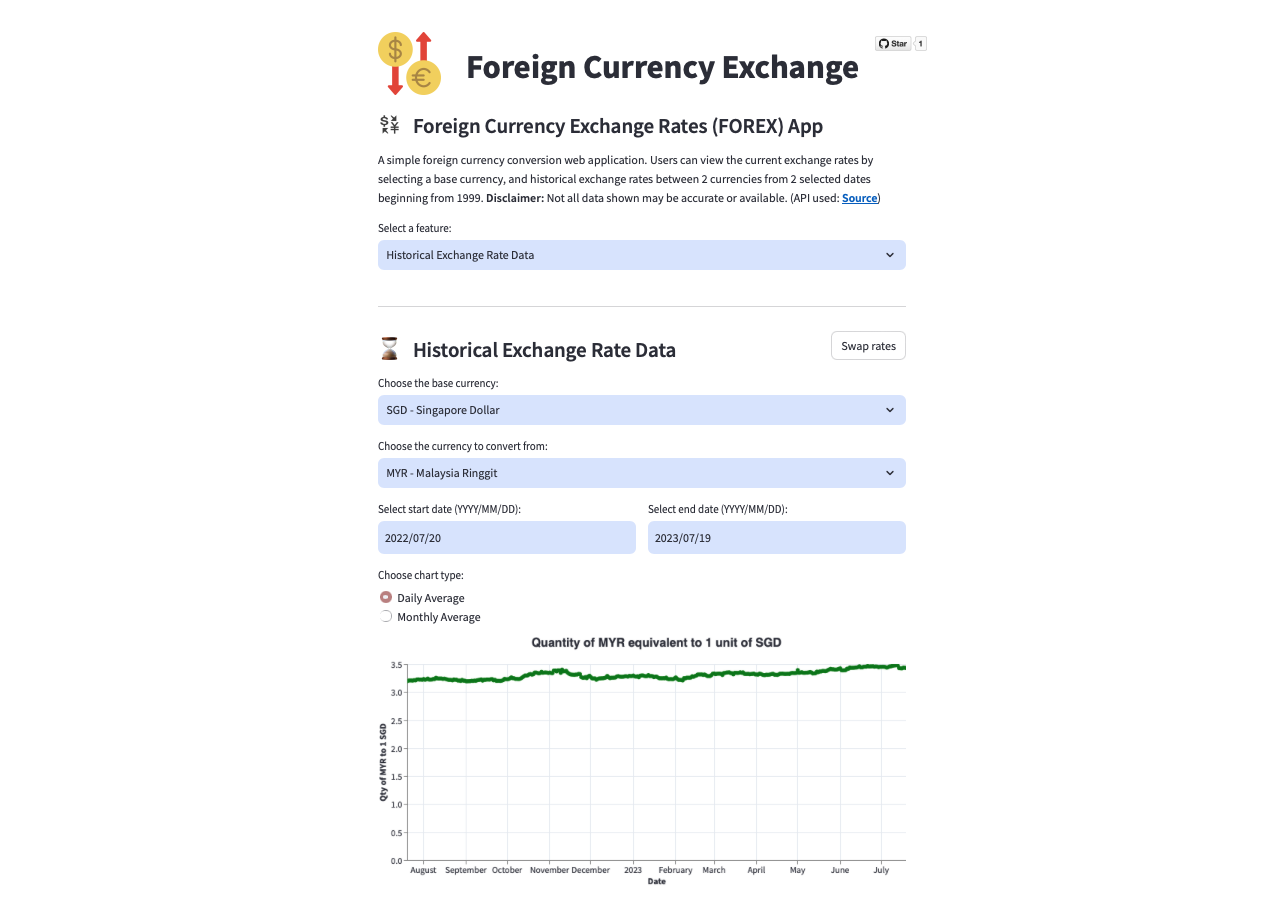 Star 1
Foreign Currency Exchange
Foreign Currency Exchange Rates (FOREX) App
A simple foreign currency conversion web application. Users can view the current exchange rates by
selecting a base currency, and historical exchange rates between 2 currencies from 2 selected dates
beginning from 1999. Disclaimer: Not all data shown may be accurate or available. (API used: Source)
Select a feature:
Historical Exchange Rate Data
Historical Exchange Rate Data
Swap rates
Choose the base currency:
SGD - Singapore Dollar
Choose the currency to convert from:
MYR - Malaysia Ringgit
Select start date (YYYY/MM/DD):
Select end date (YYYY/MM/DD):
2022/07/20
2023/07/19
Choose chart type:
Daily Average
Monthly Average
Quantity of MYR equivalent to 1 unit of SGD
Qty of MYR to 1 SGD
3.5
3.0
2.5
2.0
1.5
1.0
0.5
0.0
August September October November December 2023 February March April May June July
Date